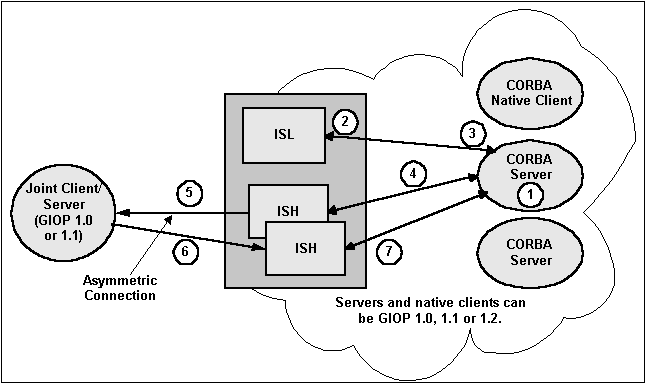 CORBA
Native Client
ISL
2
3
CORBA
Server
1
4
Joint Client/
Server
(GIOP 1.0
or 1.1)
5
ISH
ISH
6
7
CORBA
Server
Asymmetric
Connection
Servers and native clients can
be GIOP 1.0, 1.1 or 1.2.